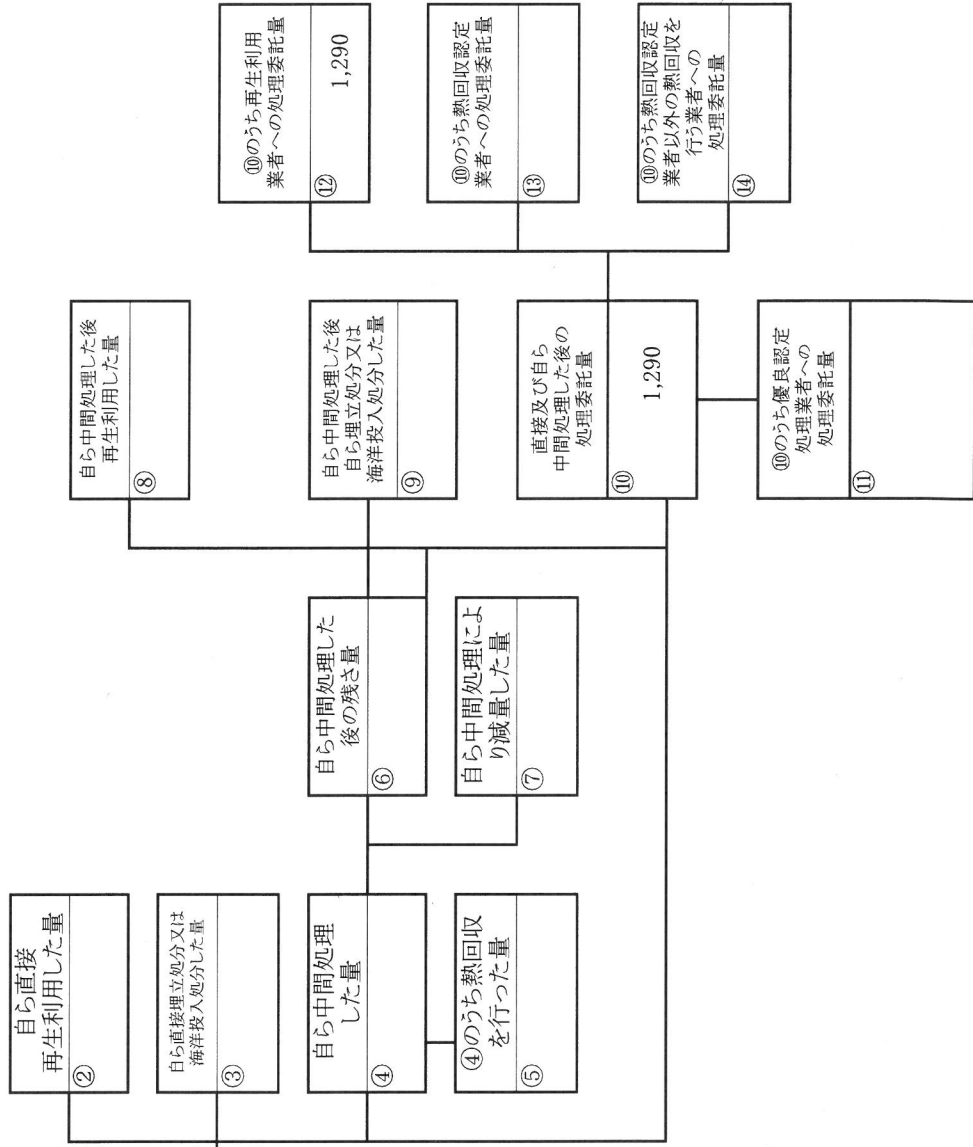 自ら直接
再生利用した量
②
自ら直接埋立処分又は
海洋投入処分した量
③
自ら中間処理
した量
④
④のうち熱回収
を行った量
⑤
自ら中間処理した
後の残さ量
⑥
自ら中間処理によ
り減量した量
⑦
自ら中間処理した後
再生利用した量
⑧
自ら中間処理した後
自ら埋立処分又は
海洋投入処分した量
⑨
直接及び自ら
中間処理した後の
処理委託量
⑩
1,290
⑩のうち優良認定
処理業者への
処理委託量
⑪
⑩のうち再生利用
業者への処理委託量
⑫
1,290
⑩のうち熱回収認定
業者への処理委託量
⑬
⑩のうち熱回収認定
業者以外の熱回収を
行う業者への
処理委託量
⑭